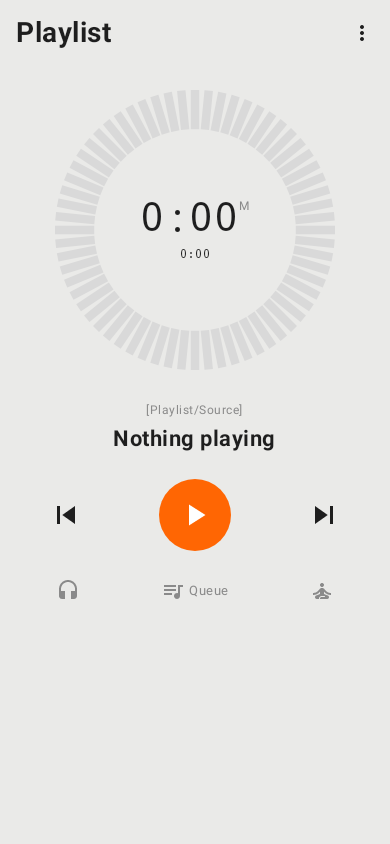 Playlist
0:00 M
0:00
[Playlist/Source]
Nothing playing
Queue